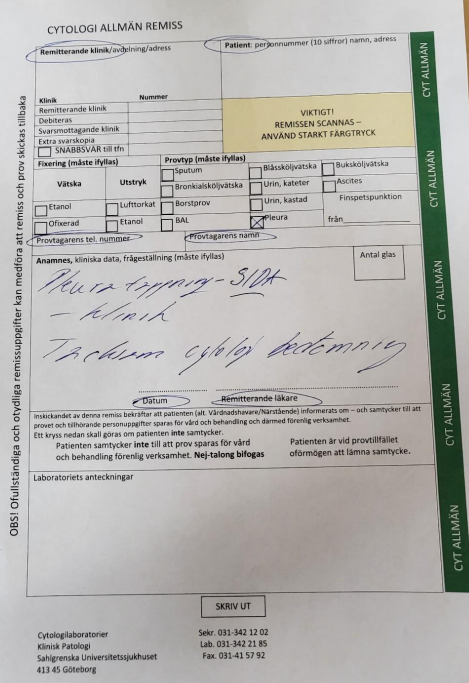 CYTOLOGI ALLMÄN REMISS
Remitterande klinik/avdelning/adress
Patient: personnummer (10 siffror) namn, adress
Klinik Nummer
Remitterande klinik
Debiteras
Svarsmottagande klinik
Extra svarskopia
SNABBSVAR till tfn
VIKTIGT!
REMISSEN SCANNAS –
ANVÄND STARKT FÄRGTRYCK
Fixering (måste ifyllas)
Vätska Utstryk
Etanol Lufttorkat
Ofixerad Etanol
Provtyp (måste ifyllas)
Sputum Blåssköljvätska Buksköljvätska
Bronkialsköljvätska Urin, kateter Ascites
Borstprov Urin, kastad Finspetspunktion
BAL Pleura från
Provtagarens tel. nummer Provtagarens namn
Anamnes, kliniska data, frågeställning (måste ifyllas)
Antal glas
Pleuratappning - SIDA
- klinik
Tacksam cytologi bedömning
Datum Remitterande läkare
Inskickandet av denna remiss bekräftar att patienten (alt. Vårdnadshavare/Närstående) informerats om – och samtycker till att
provet och tillhörande personuppgifter sparas för vård och behandling och därmed förenlig verksamhet.
Ett kryss nedan skall göras om patienten inte samtycker.
Patienten samtycker inte till att prov sparas för vård
och behandling förenlig verksamhet. Nej-talong bifogas
Patienten är vid provtillfället
oförmögen att lämna samtycke.
Laboratoriets anteckningar
OBS! Ofullständiga och otydliga remissuppgifter kan medföra att remiss och prov skickas tillbaka
CYT ALLMÄN
CYT ALLMÄN
CYT ALLMÄN
CYT ALLMÄN
CYT ALLMÄN
SKRIV UT
Cytologilaboratorier
Klinisk Patologi
Sahlgrenska Universitetssjukhuset
413 45 Göteborg
Sekr. 031-342 12 02
Lab. 031-342 21 85
Fax. 031-41 57 92